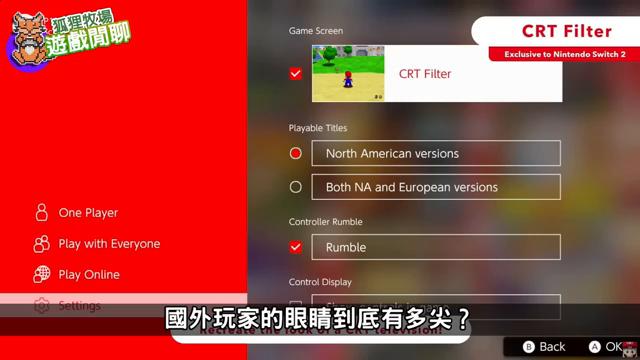 狐狸牧場
遊戲閒聊
CRT Filter
Exclusive to Nintendo Switch 2
Game Screen
CRT Filter
Playable Titles
North American versions
Both NA and European versions
Controller Rumble
Rumble
Control Display
One Player
Play with Everyone
Play Online
Settings
國外玩家的眼睛到底有多尖？
Back
OK